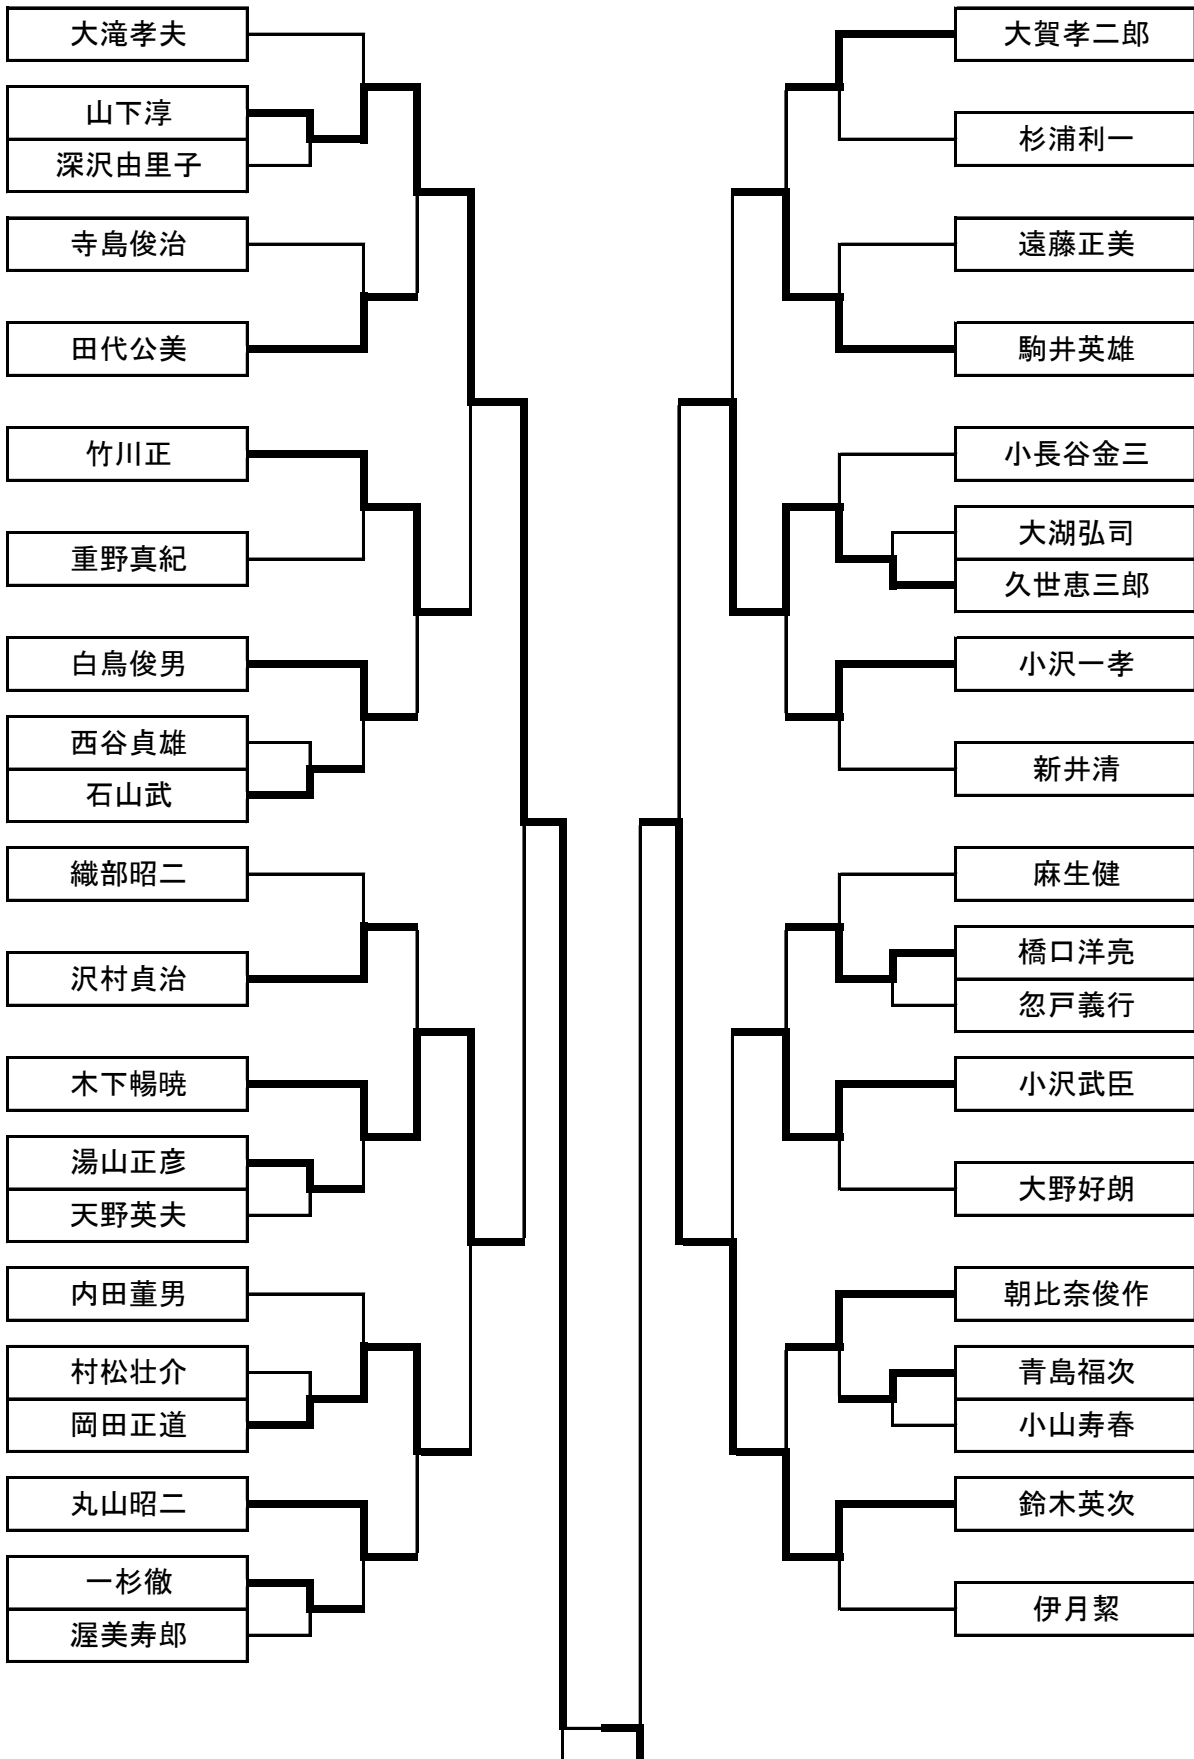 大滝孝夫
山下淳
深沢由里子
寺島俊治
田代公美
竹川正
重野真紀
白鳥俊男
西谷貞雄
石山武
織部昭二
沢村貞治
木下暢暁
湯山正彦
天野英夫
内田薫男
村松壮介
岡田正道
丸山昭二
一杉徹
渥美寿郎
大賀孝二郎
杉浦利一
遠藤正美
駒井英雄
小長谷金三
大湖弘司
久世恵三郎
小沢一孝
新井清
麻生健
橋口洋亮
忽戸義行
小沢武臣
大野好朗
朝比奈俊作
青島福次
小山寿春
鈴木英次
伊月絜